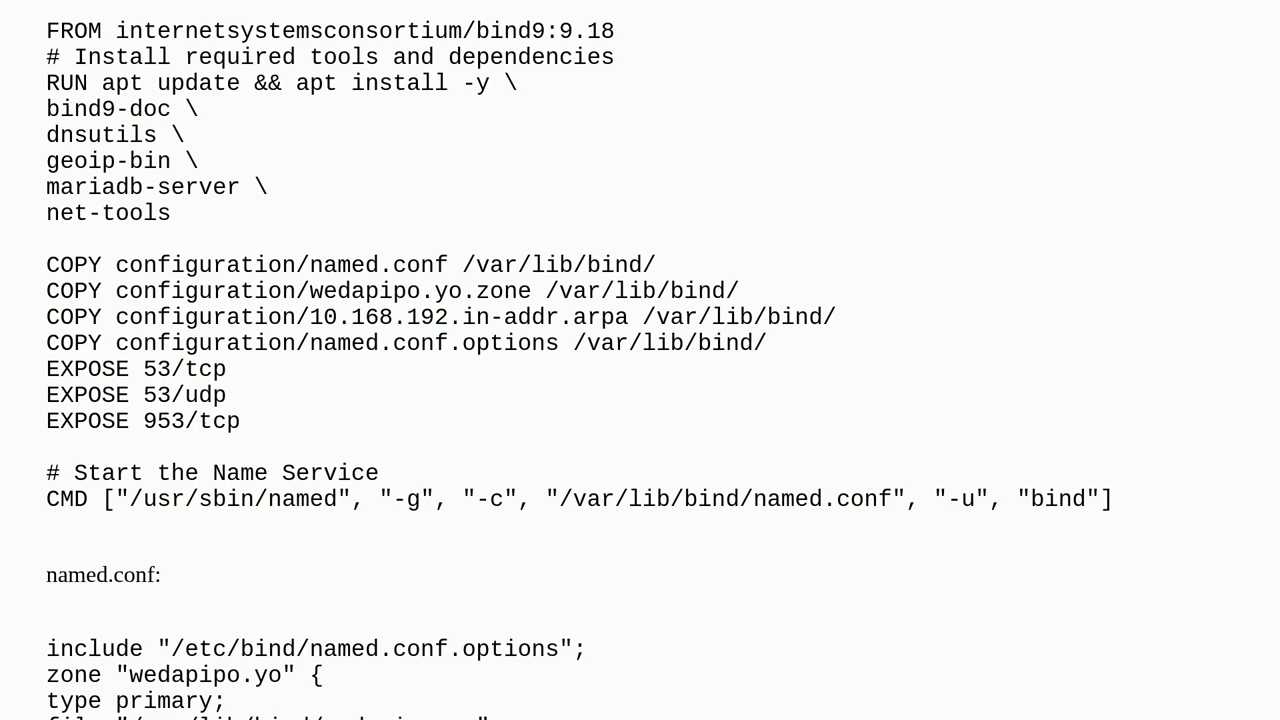 FROM internetsystemsconsortium/bind9:9.18
# Install required tools and dependencies
RUN apt update && apt install -y \
bind9-doc \
dnsutils \
geoip-bin \
mariadb-server \
net-tools
COPY configuration/named.conf /var/lib/bind/
COPY configuration/wedapipo.yo.zone /var/lib/bind/
COPY configuration/10.168.192.in-addr.arpa /var/lib/bind/
COPY configuration/named.conf.options /var/lib/bind/
EXPOSE 53/tcp
EXPOSE 53/udp
EXPOSE 953/tcp
# Start the Name Service
CMD ["/usr/sbin/named", "-g", "-c", "/var/lib/bind/named.conf", "-u", "bind"]
named.conf:
include "/etc/bind/named.conf.options";
zone "wedapipo.yo" {
type primary;